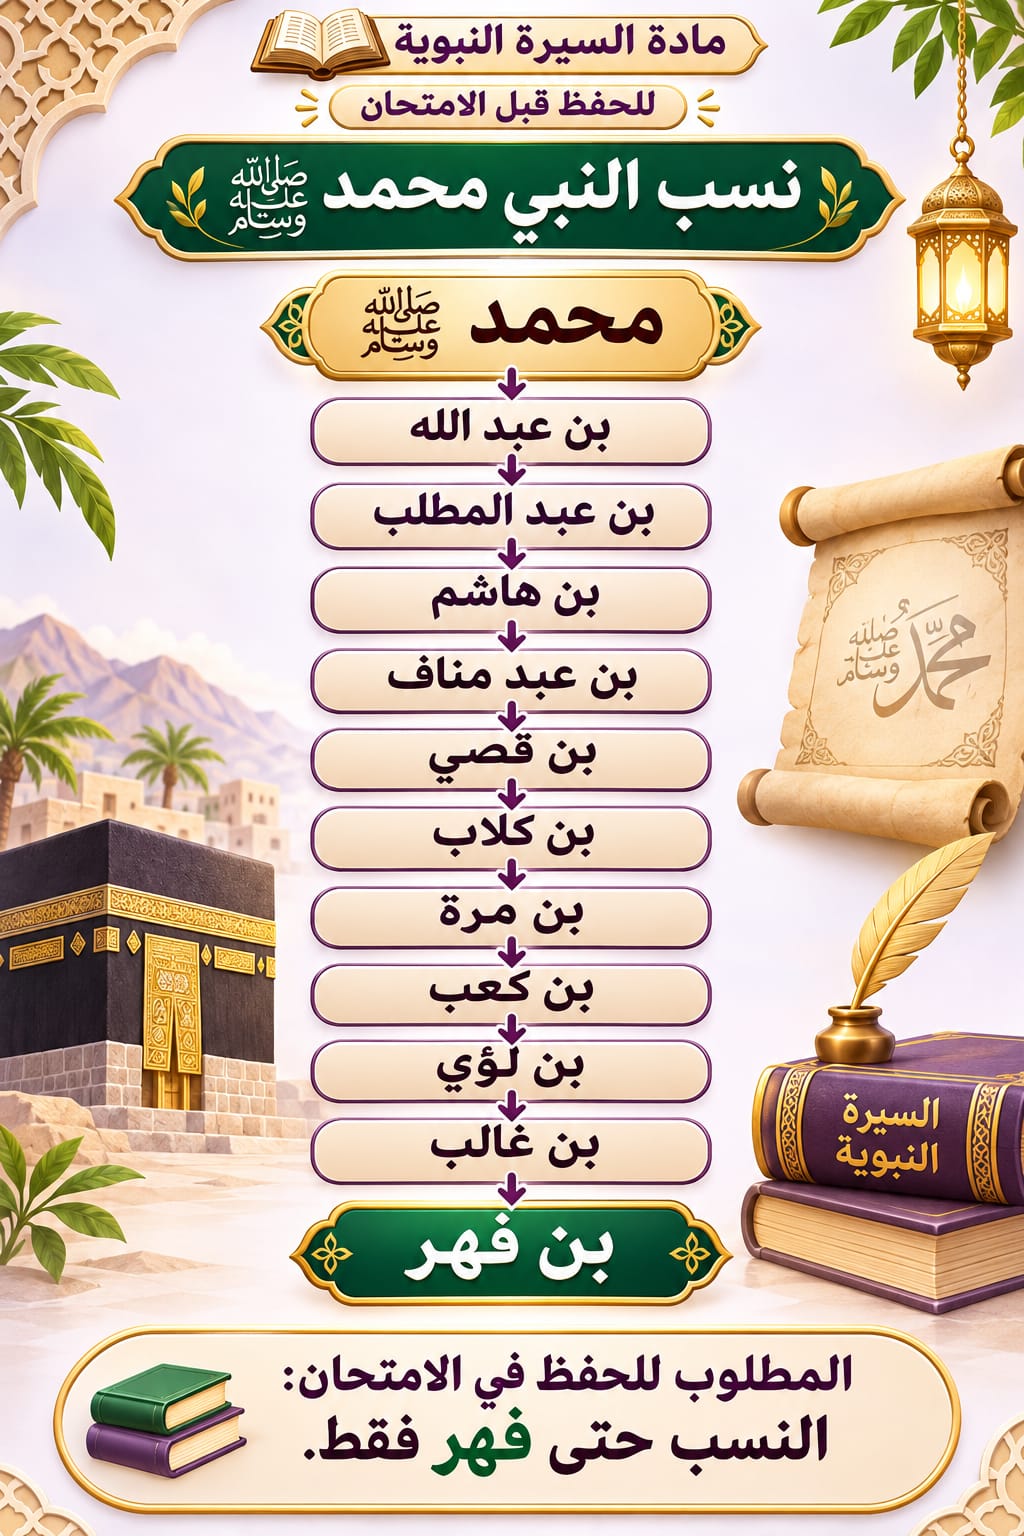 مادة السيرة النبوية
للحفظ قبل الامتحان
نسب النبي محمد صلى الله عليه وسلم
محمد صلى الله عليه وسلم
بن عبد الله
بن عبد المطلب
بن هاشم
بن عبد مناف
بن قصي
بن كلاب
بن مرة
بن كعب
بن لؤي
بن غالب
بن فهر
محمد صلى الله عليه وسلم
السيرة
النبوية
المطلوب للحفظ في الامتحان:
النسب حتى فهر فقط.